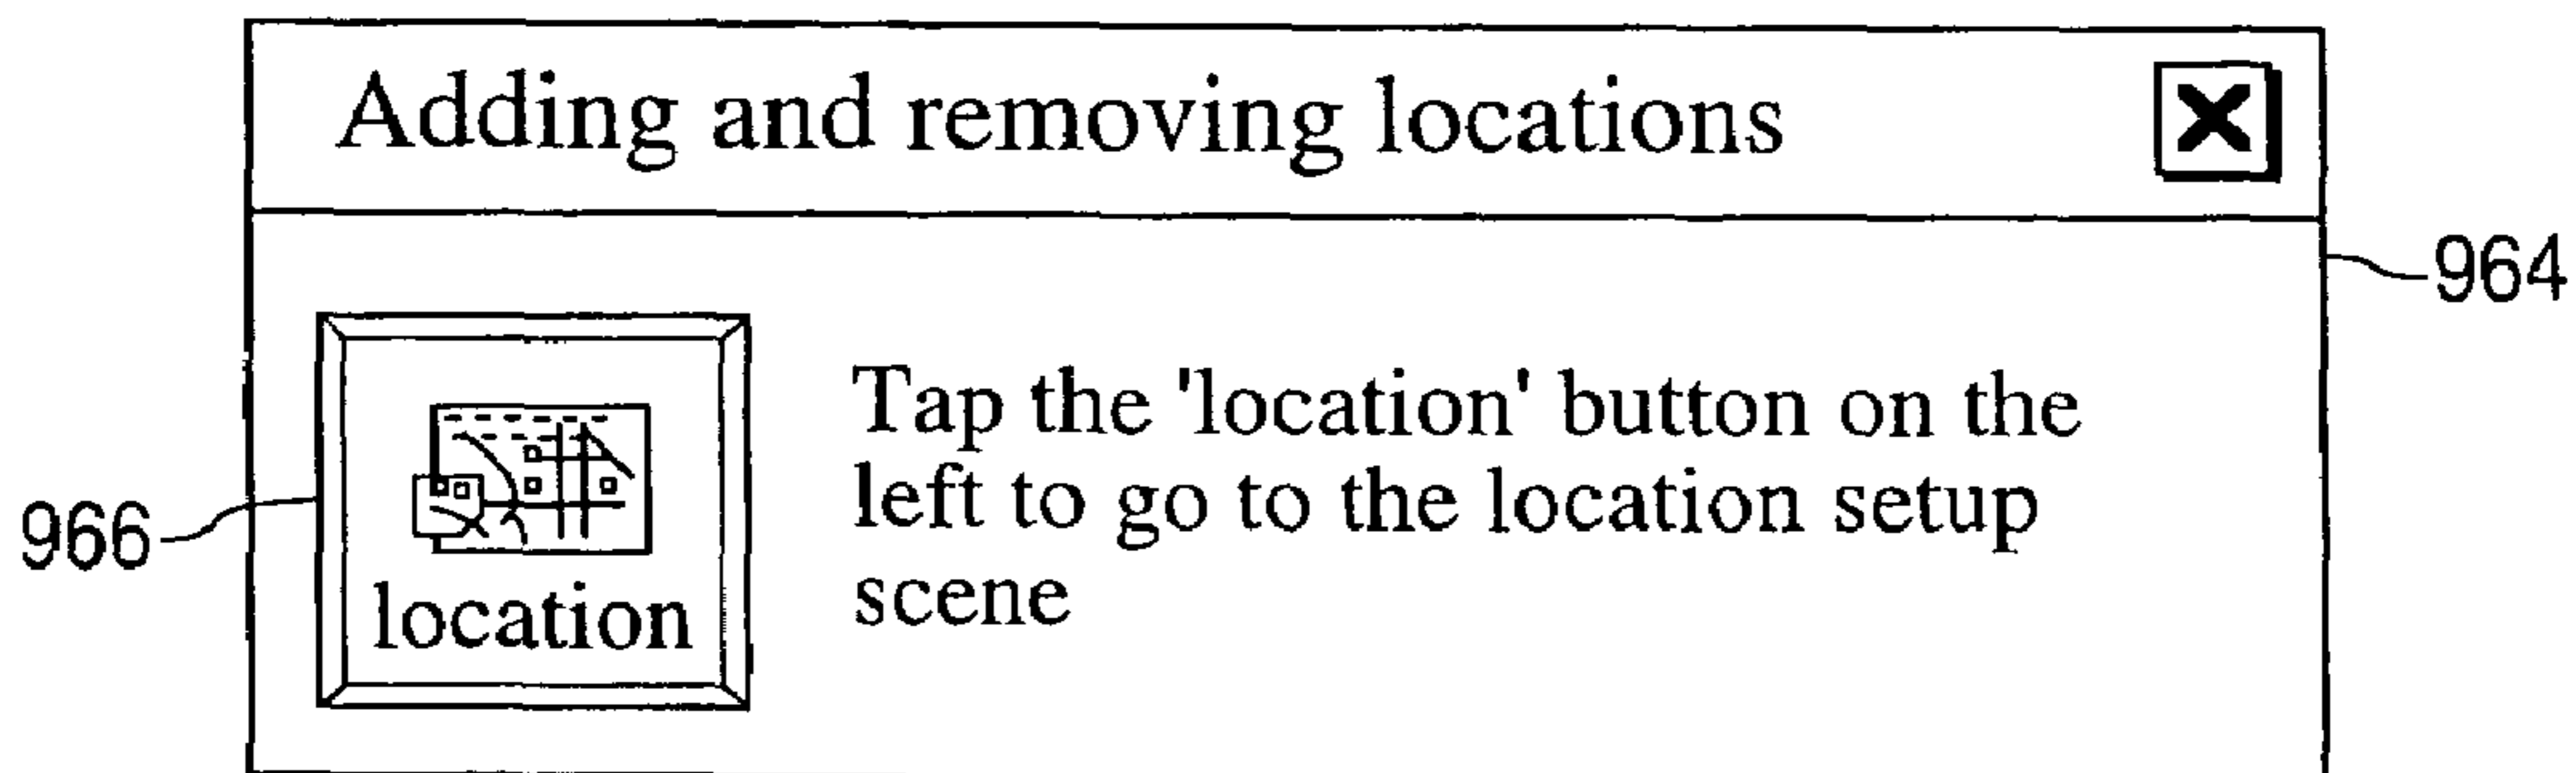 Adding and removing locations
964
Tap the 'location' button on the
left to go to the location setup
scene
966
location